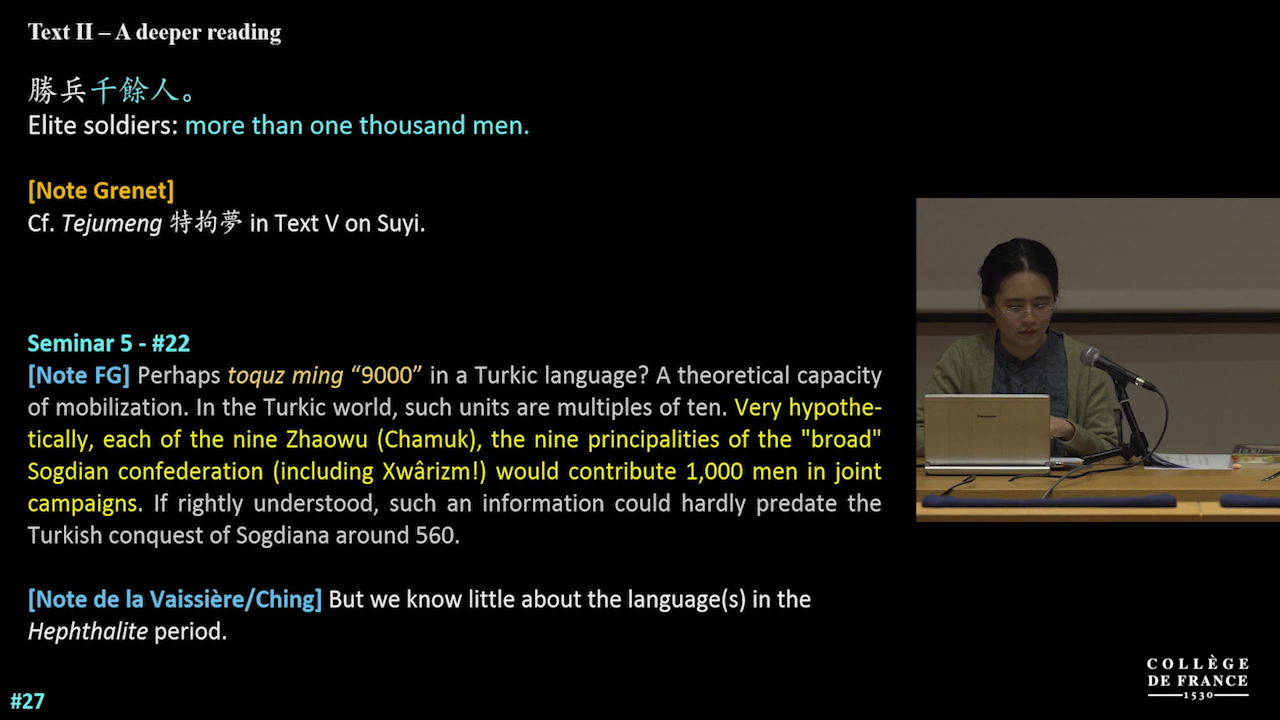 Text II – A deeper reading
勝兵千餘人。
Elite soldiers: more than one thousand men.
[Note Grenet]
Cf. Tejumeng 特拘夢 in Text V on Suyi.
Seminar 5 - #22
[Note FG] Perhaps toquz ming “9000” in a Turkic language? A theoretical capacity
of mobilization. In the Turkic world, such units are multiples of ten. Very hypothe-
tically, each of the nine Zhaowu (Chamuk), the nine principalities of the "broad"
Sogdian confederation (including Xwârizm!) would contribute 1,000 men in joint
campaigns. If rightly understood, such an information could hardly predate the
Turkish conquest of Sogdiana around 560.
[Note de la Vaissière/Ching] But we know little about the language(s) in the
Hephthalite period.
#27
Panasonic
COLLÈGE
DE FRANCE
1530